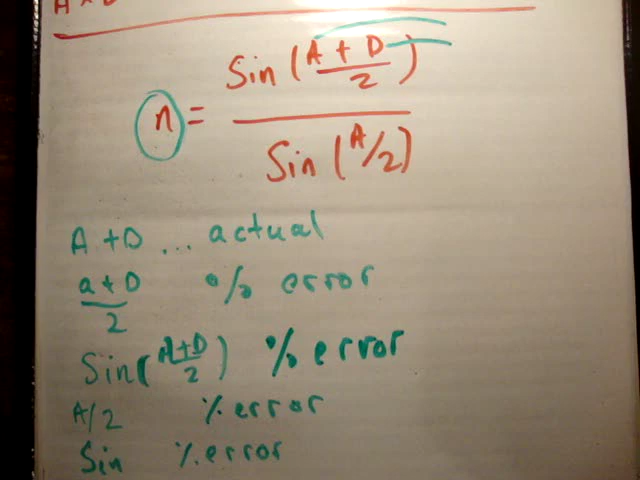 n = Sin ( A + D / 2 ) / Sin ( A/2 )
A + D ... actual
a + D / 2 % error
Sin ( A+D / 2 ) % error
A/2 % error
Sin % error